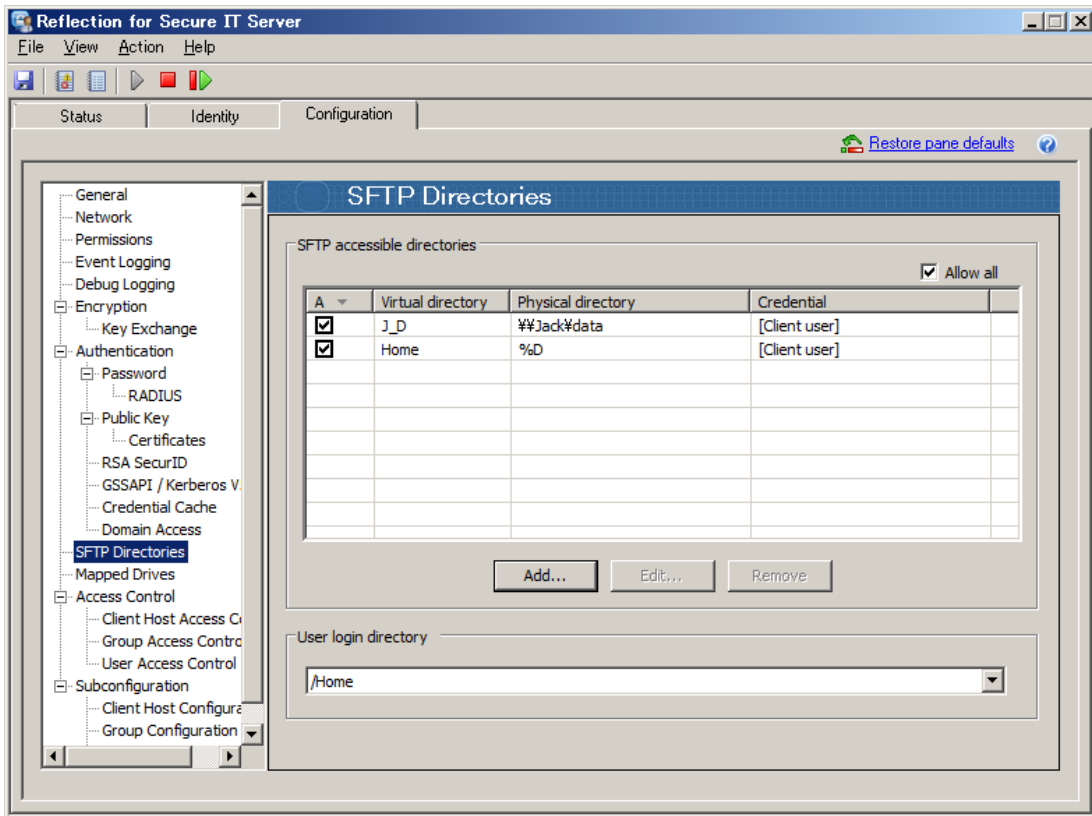 Reflection for Secure IT Server
File View Action Help
Status Identity Configuration
Restore pane defaults
General
Network
Permissions
Event Logging
Debug Logging
Encryption
Key Exchange
Authentication
Password
RADIUS
Public Key
Certificates
RSA SecurID
GSSAPI / Kerberos V
Credential Cache
Domain Access
SFTP Directories
Mapped Drives
Access Control
Client Host Access C
Group Access Contro
User Access Control
Subconfiguration
Client Host Configura
Group Configuration
SFTP Directories
SFTP accessible directories
Allow all
A Virtual directory Physical directory Credential
J_D ¥¥Jack¥data [Client user]
Home %D [Client user]
Add... Edit... Remove
User login directory
/Home